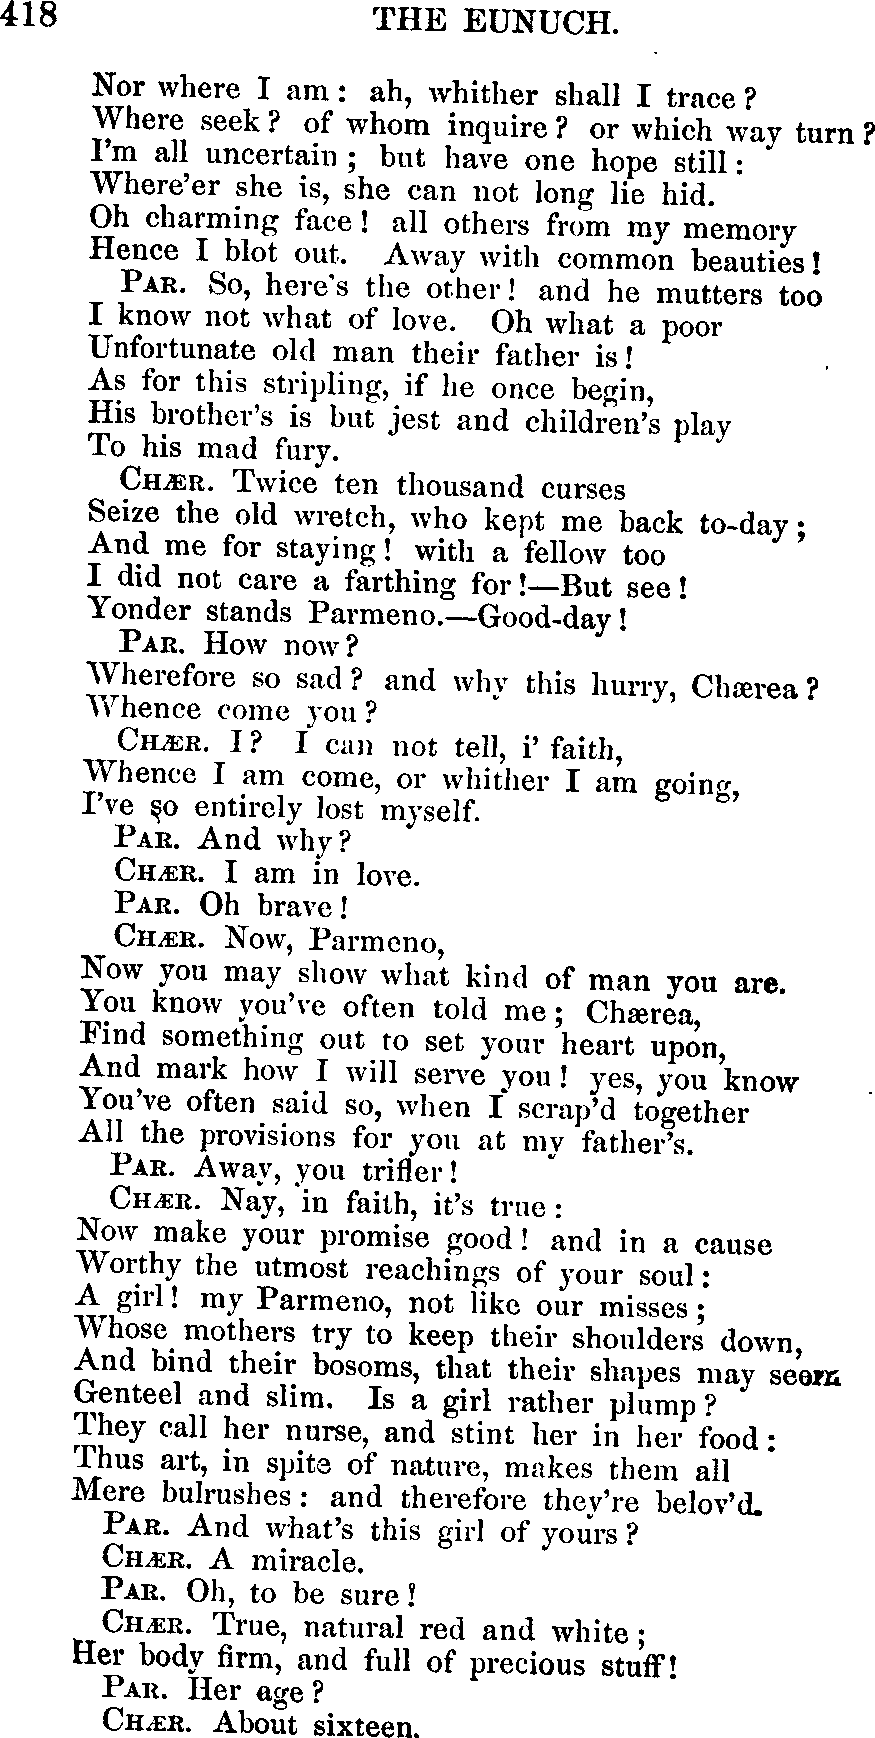 418 THE EUNUCH.
Nor where I am : ah, whither shall I trace ?
Where seek ? of whom inquire ? or which way turn ?
I'm all uncertain ; but have one hope still :
Where'er she is, she can not long lie hid.
Oh charming face ! all others from my memory
Hence I blot out. Away with common beauties !
PAR. So, here's the other ! and he mutters too
I know not what of love. Oh what a poor
Unfortunate old man their father is !
As for this stripling, if he once begin,
His brother's is but jest and children's play
To his mad fury.
CHÆR. Twice ten thousand curses
Seize the old wretch, who kept me back to-day ;
And me for staying ! with a fellow too
I did not care a farthing for !—But see !
Yonder stands Parmeno.—Good-day !
PAR. How now ?
Wherefore so sad ? and why this hurry, Chærea ?
Whence come you ?
CHÆR. I ? I can not tell, i' faith,
Whence I am come, or whither I am going,
I've so entirely lost myself.
PAR. And why ?
CHÆR. I am in love.
PAR. Oh brave !
CHÆR. Now, Parmeno,
Now you may show what kind of man you are.
You know you've often told me ; Chærea,
Find something out to set your heart upon,
And mark how I will serve you ! yes, you know
You've often said so, when I scrap'd together
All the provisions for you at my father's.
PAR. Away, you trifler !
CHÆR. Nay, in faith, it's true :
Now make your promise good ! and in a cause
Worthy the utmost reachings of your soul :
A girl ! my Parmeno, not like our misses ;
Whose mothers try to keep their shoulders down,
And bind their bosoms, that their shapes may seem
Genteel and slim. Is a girl rather plump ?
They call her nurse, and stint her in her food :
Thus art, in spite of nature, makes them all
Mere bulrushes : and therefore they're belov'd.
PAR. And what's this girl of yours ?
CHÆR. A miracle.
PAR. Oh, to be sure !
CHÆR. True, natural red and white ;
Her body firm, and full of precious stuff !
PAR. Her age ?
CHÆR. About sixteen.